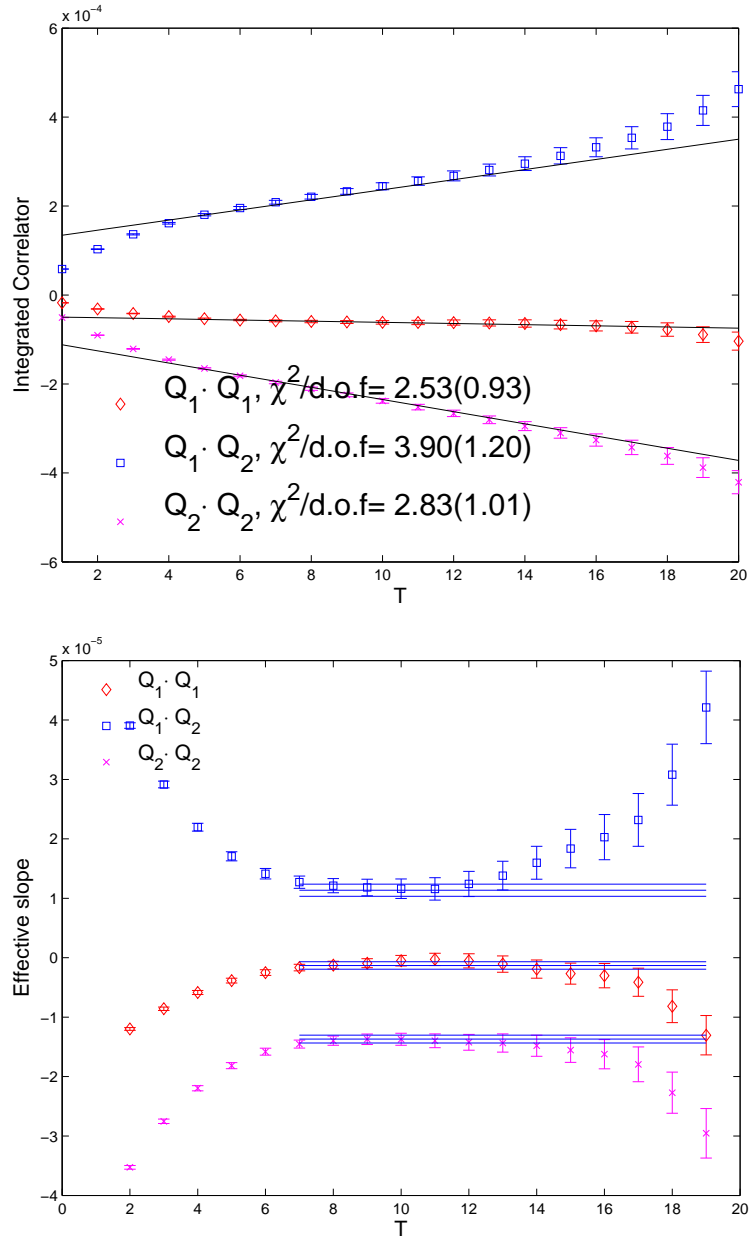 x 10⁻⁴
6
4
2
0
−2
−4
−6
2 4 6 8 10 12 14 16 18 20
T
Integrated Correlator
Q₁· Q₁, χ²/d.o.f= 2.53(0.93)
Q₁· Q₂, χ²/d.o.f= 3.90(1.20)
Q₂· Q₂, χ²/d.o.f= 2.83(1.01)
x 10⁻⁵
5
4
3
2
1
0
−1
−2
−3
−4
0 2 4 6 8 10 12 14 16 18 20
T
Effective slope
Q₁· Q₁
Q₁· Q₂
Q₂· Q₂